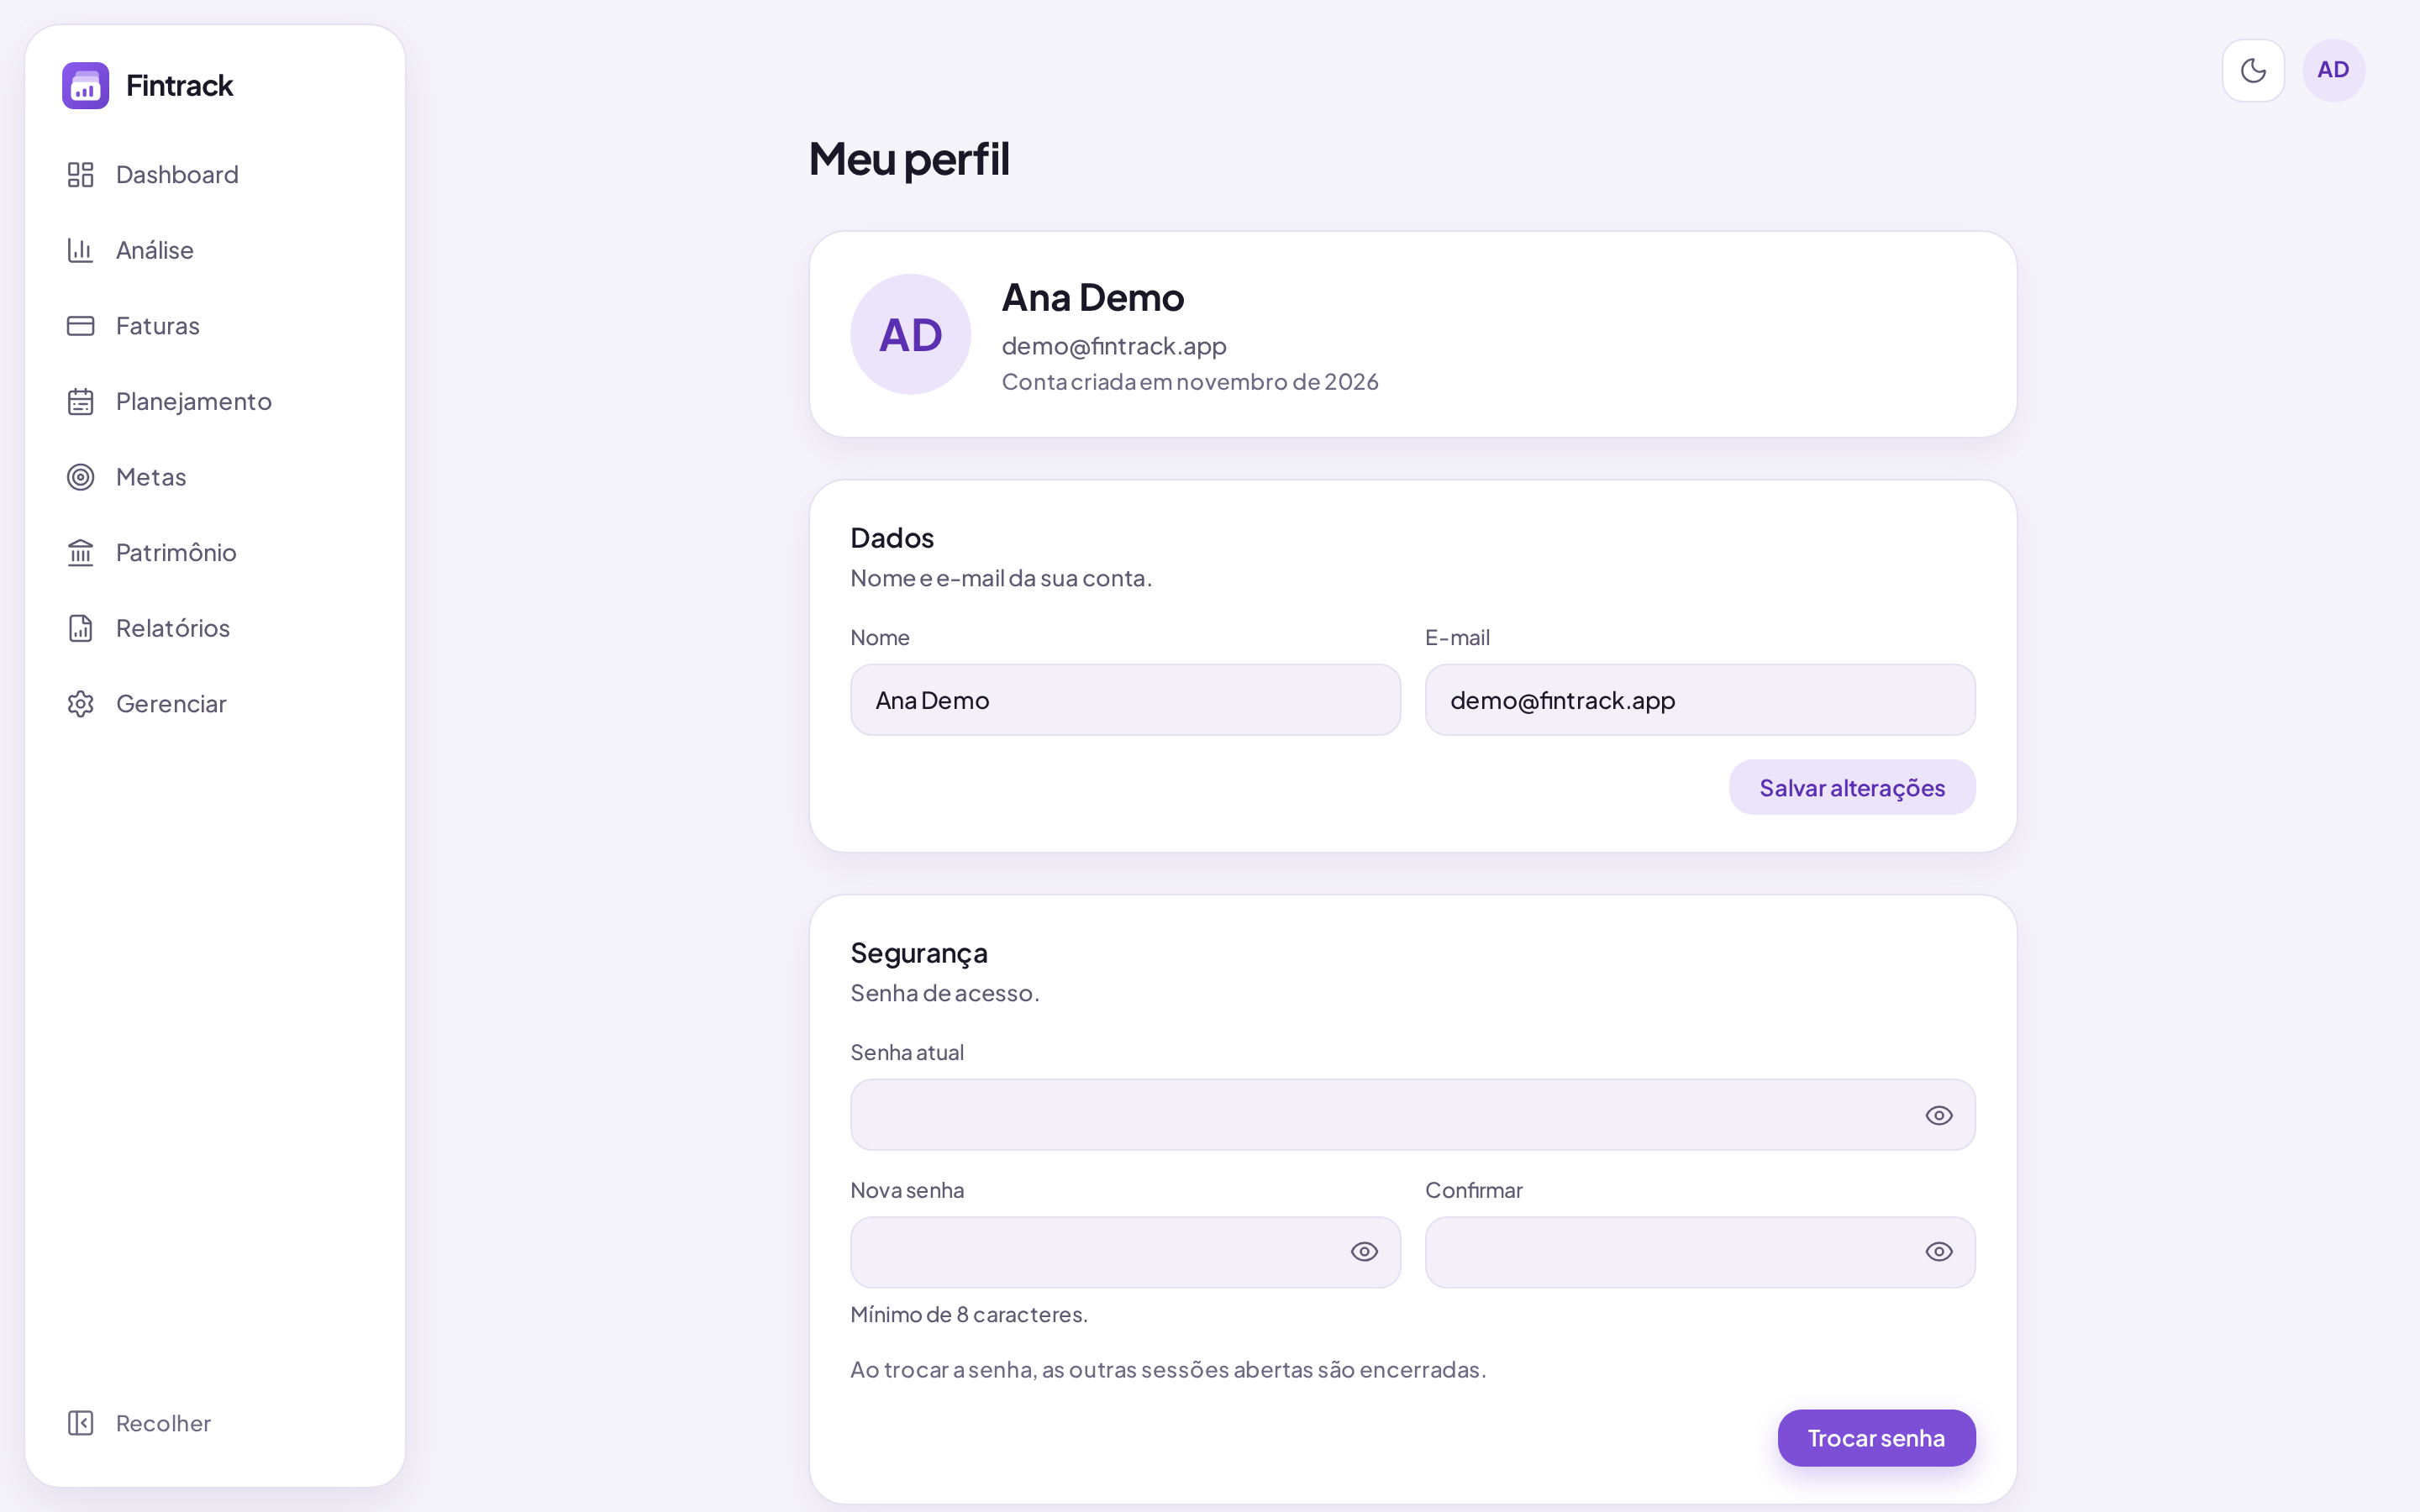 Fintrack
Dashboard
Análise
Faturas
Planejamento
Metas
Patrimônio
Relatórios
Gerenciar
Recolher
AD
Meu perfil
AD
Ana Demo
demo@fintrack.app
Conta criada em novembro de 2026
Dados
Nome e e-mail da sua conta.
Nome
E-mail
Ana Demo
demo@fintrack.app
Salvar alterações
Segurança
Senha de acesso.
Senha atual
Nova senha
Confirmar
Mínimo de 8 caracteres.
Ao trocar a senha, as outras sessões abertas são encerradas.
Trocar senha